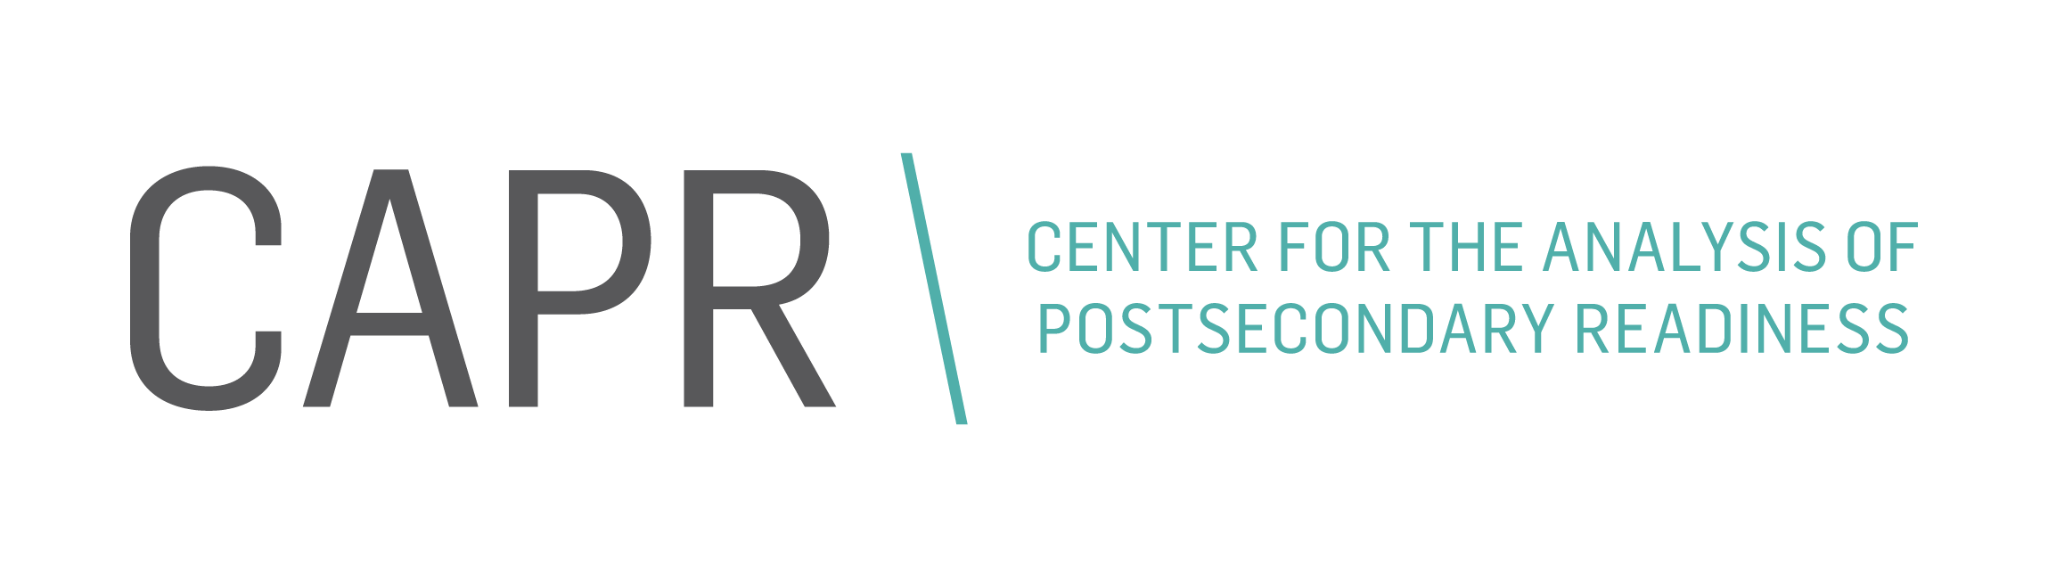 CAPR
CENTER FOR THE ANALYSIS OF
POSTSECONDARY READINESS